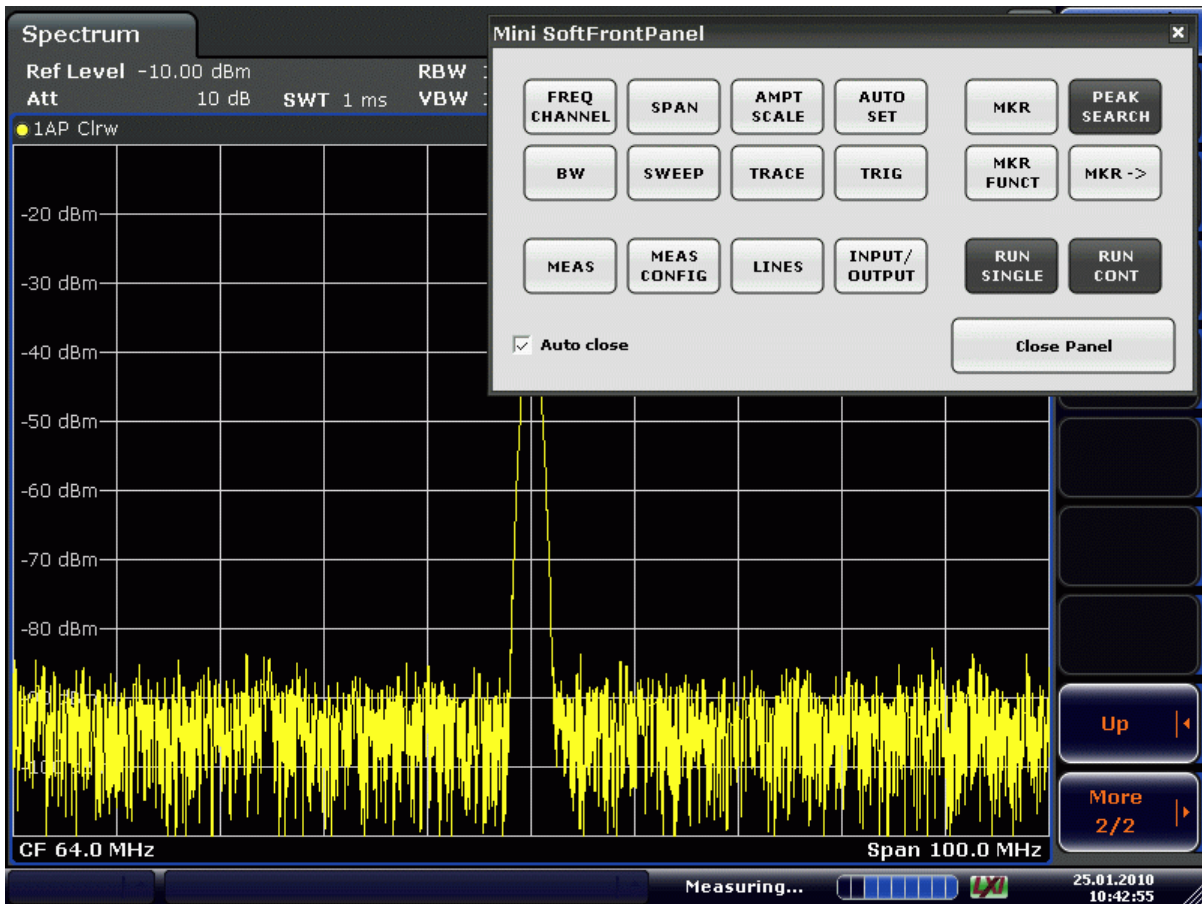 Spectrum
Ref Level -10.00 dBm RBW
Att 10 dB SWT 1 ms VBW
1AP Clrw
Mini SoftFrontPanel
FREQ CHANNEL
SPAN
AMPT SCALE
AUTO SET
MKR
PEAK SEARCH
BW
SWEEP
TRACE
TRIG
MKR FUNCT
MKR ->
MEAS
MEAS CONFIG
LINES
INPUT/ OUTPUT
RUN SINGLE
RUN CONT
Auto close
Close Panel
-20 dBm
-30 dBm
-40 dBm
-50 dBm
-60 dBm
-70 dBm
-80 dBm
Up
More
2/2
CF 64.0 MHz
Span 100.0 MHz
Measuring...
LXI
25.01.2010
10:42:55